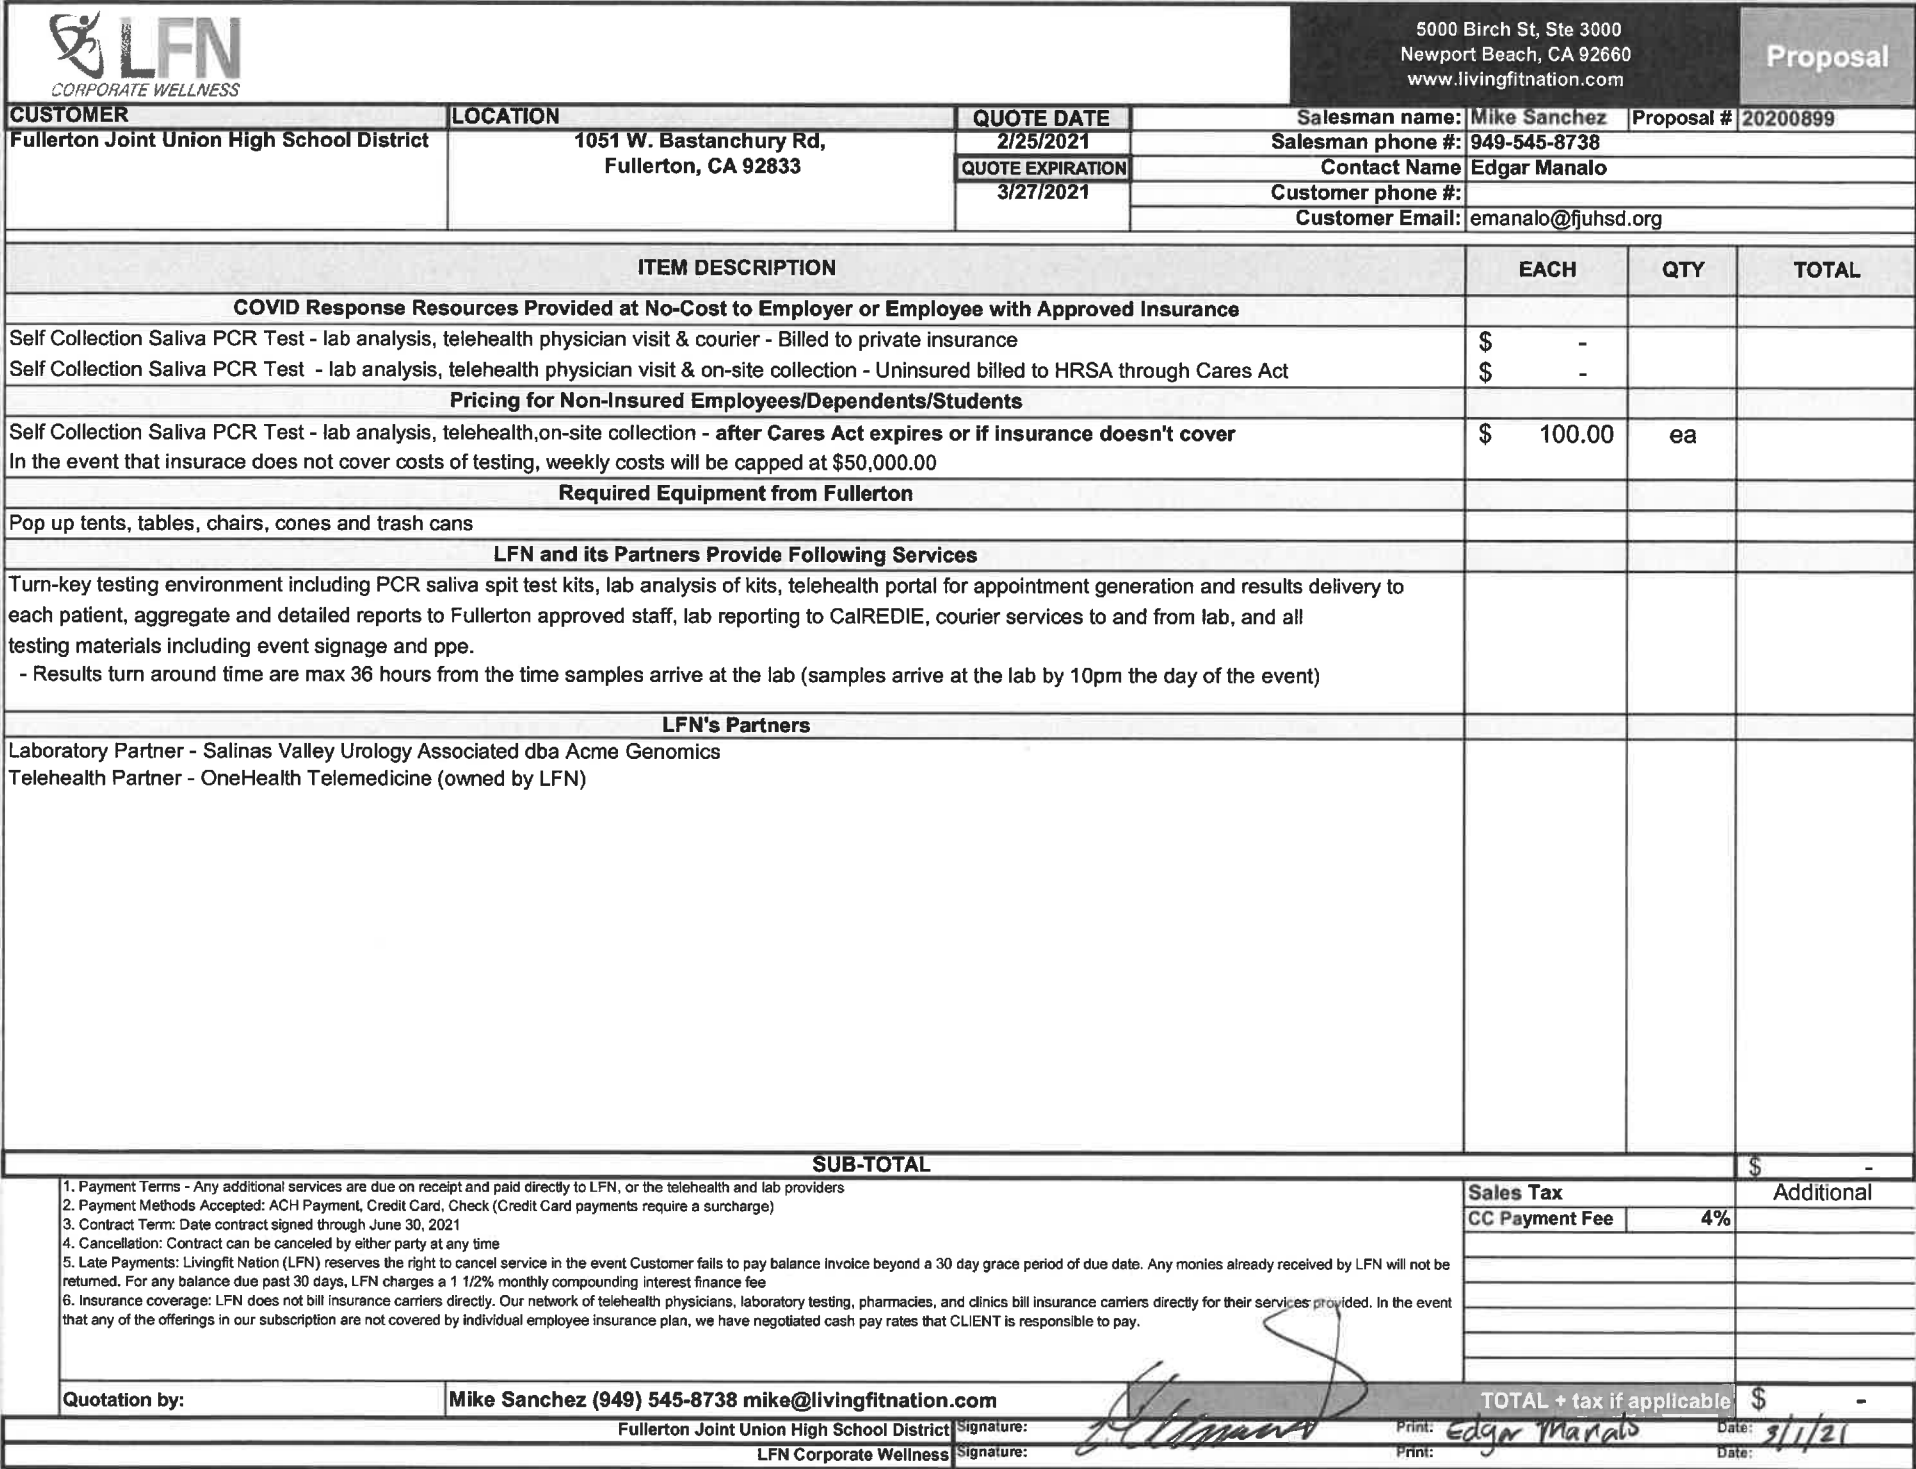 LFN
CORPORATE WELLNESS
5000 Birch St, Ste 3000
Newport Beach, CA 92660
www.livingfitnation.com
Proposal
CUSTOMER LOCATION QUOTE DATE Salesman name: Mike Sanchez Proposal # 20200899
Fullerton Joint Union High School District 1051 W. Bastanchury Rd, 2/25/2021 Salesman phone #: 949-545-8738
Fullerton, CA 92833 QUOTE EXPIRATION Contact Name Edgar Manalo
3/27/2021 Customer phone #:
Customer Email: emanalo@fjuhsd.org
ITEM DESCRIPTION EACH QTY TOTAL
COVID Response Resources Provided at No-Cost to Employer or Employee with Approved Insurance
Self Collection Saliva PCR Test - lab analysis, telehealth physician visit & courier - Billed to private insurance $ -
Self Collection Saliva PCR Test - lab analysis, telehealth physician visit & on-site collection - Uninsured billed to HRSA through Cares Act $ -
Pricing for Non-Insured Employees/Dependents/Students
Self Collection Saliva PCR Test - lab analysis, telehealth,on-site collection - after Cares Act expires or if insurance doesn't cover $ 100.00 ea
In the event that insurace does not cover costs of testing, weekly costs will be capped at $50,000.00
Required Equipment from Fullerton
Pop up tents, tables, chairs, cones and trash cans
LFN and its Partners Provide Following Services
Turn-key testing environment including PCR saliva spit test kits, lab analysis of kits, telehealth portal for appointment generation and results delivery to
each patient, aggregate and detailed reports to Fullerton approved staff, lab reporting to CalREDIE, courier services to and from lab, and all
testing materials including event signage and ppe.
- Results turn around time are max 36 hours from the time samples arrive at the lab (samples arrive at the lab by 10pm the day of the event)
LFN's Partners
Laboratory Partner - Salinas Valley Urology Associated dba Acme Genomics
Telehealth Partner - OneHealth Telemedicine (owned by LFN)
SUB-TOTAL $ -
1. Payment Terms - Any additional services are due on receipt and paid directly to LFN, or the telehealth and lab providers
2. Payment Methods Accepted: ACH Payment, Credit Card, Check (Credit Card payments require a surcharge)
3. Contract Term: Date contract signed through June 30, 2021
4. Cancellation: Contract can be canceled by either party at any time
5. Late Payments: Livingfit Nation (LFN) reserves the right to cancel service in the event Customer fails to pay balance invoice beyond a 30 day grace period of due date. Any monies already received by LFN will not be
returned. For any balance due past 30 days, LFN charges a 1 1/2% monthly compounding interest finance fee
6. Insurance coverage: LFN does not bill insurance carriers directly. Our network of telehealth physicians, laboratory testing, pharmacies, and clinics bill insurance carriers directly for their services provided. In the event
that any of the offerings in our subscription are not covered by individual employee insurance plan, we have negotiated cash pay rates that CLIENT is responsible to pay.
Sales Tax Additional
CC Payment Fee 4%
Quotation by: Mike Sanchez (949) 545-8738 mike@livingfitnation.com TOTAL + tax if applicable $ -
Fullerton Joint Union High School District Signature: Print: Edgar Manalo Date: 3/1/21
LFN Corporate Wellness Signature: Print: Date: